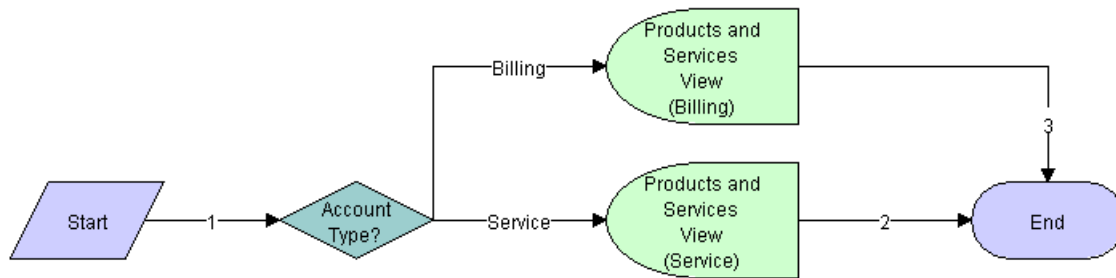 Products and
Services
View
(Billing)
Billing
3
Start
1
Account
Type?
Service
Products and
Services
View
(Service)
2
End